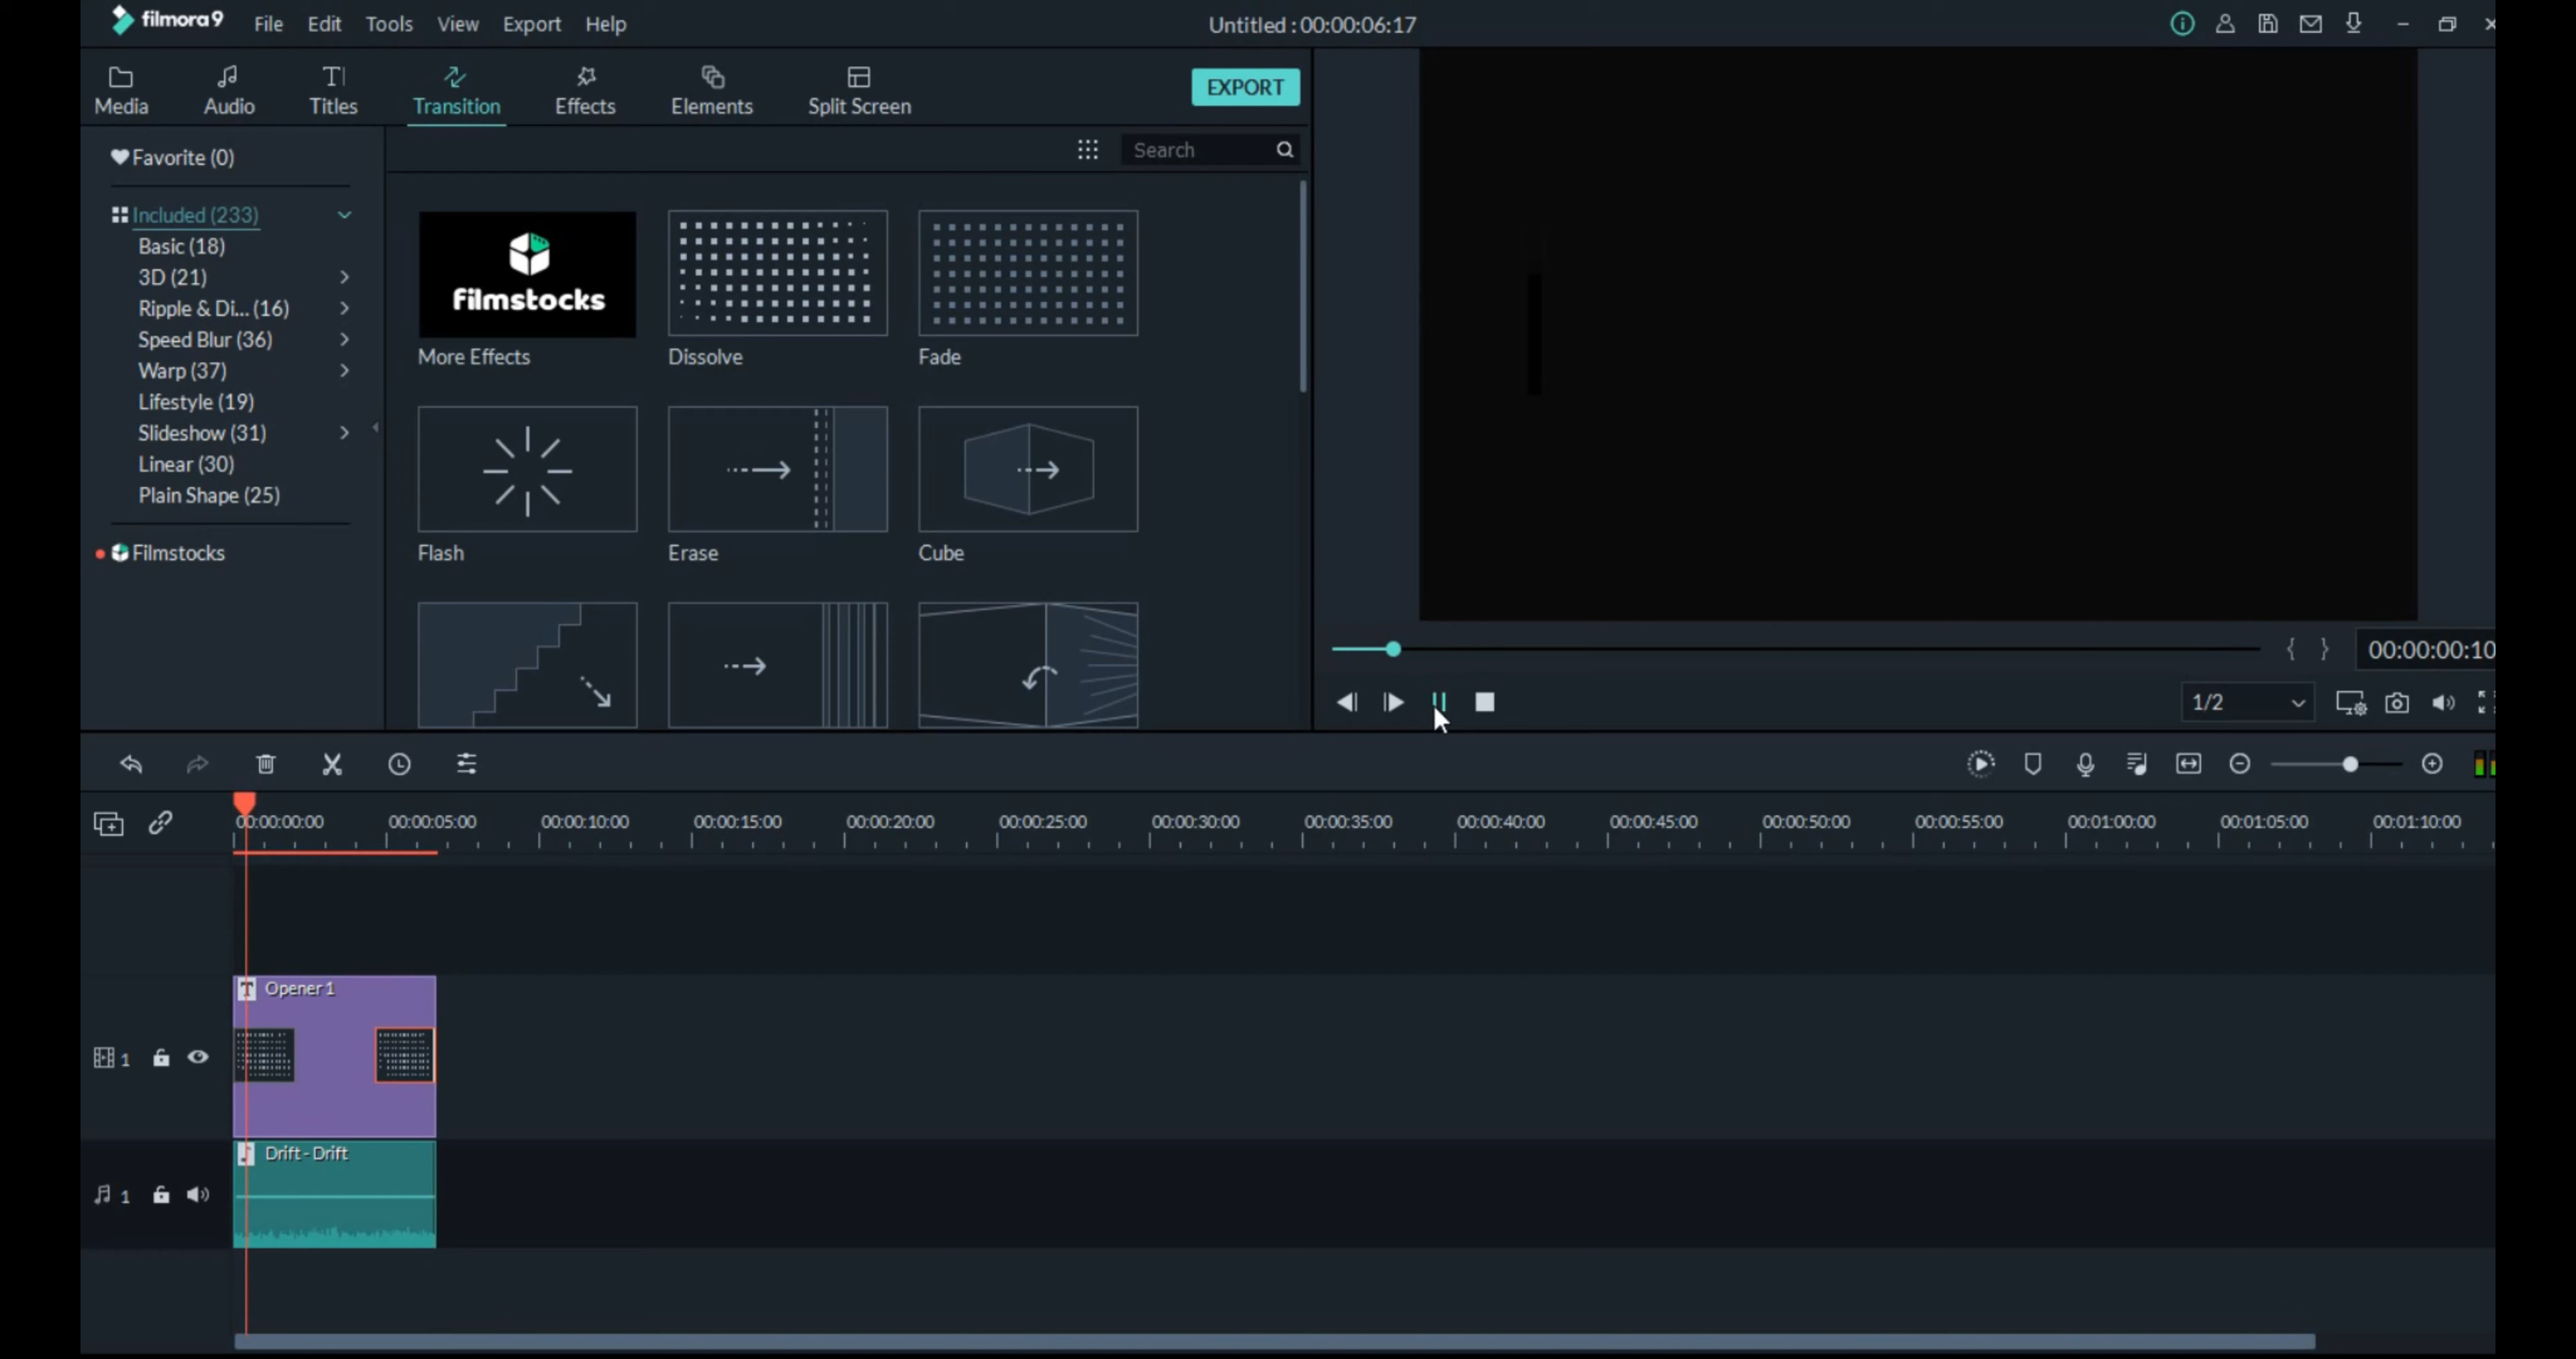 filmora9 File Edit Tools View Export Help Untitled : 00:00:06:17
Media Audio Titles Transition Effects Elements Split Screen EXPORT
Favorite (0)
Search
Included (233)
Basic (18)
3D (21)
Ripple & Di... (16)
Speed Blur (36)
Warp (37)
Lifestyle (19)
Slideshow (31)
Linear (30)
Plain Shape (25)
Filmstocks
filmstocks
More Effects Dissolve Fade
Flash Erase Cube
00:00:00:10
1/2
00:00:00:00 00:00:05:00 00:00:10:00 00:00:15:00 00:00:20:00 00:00:25:00 00:00:30:00 00:00:35:00 00:00:40:00 00:00:45:00 00:00:50:00 00:00:55:00 00:01:00:00 00:01:05:00 00:01:10:00
T Opener 1
1
Drift - Drift
1